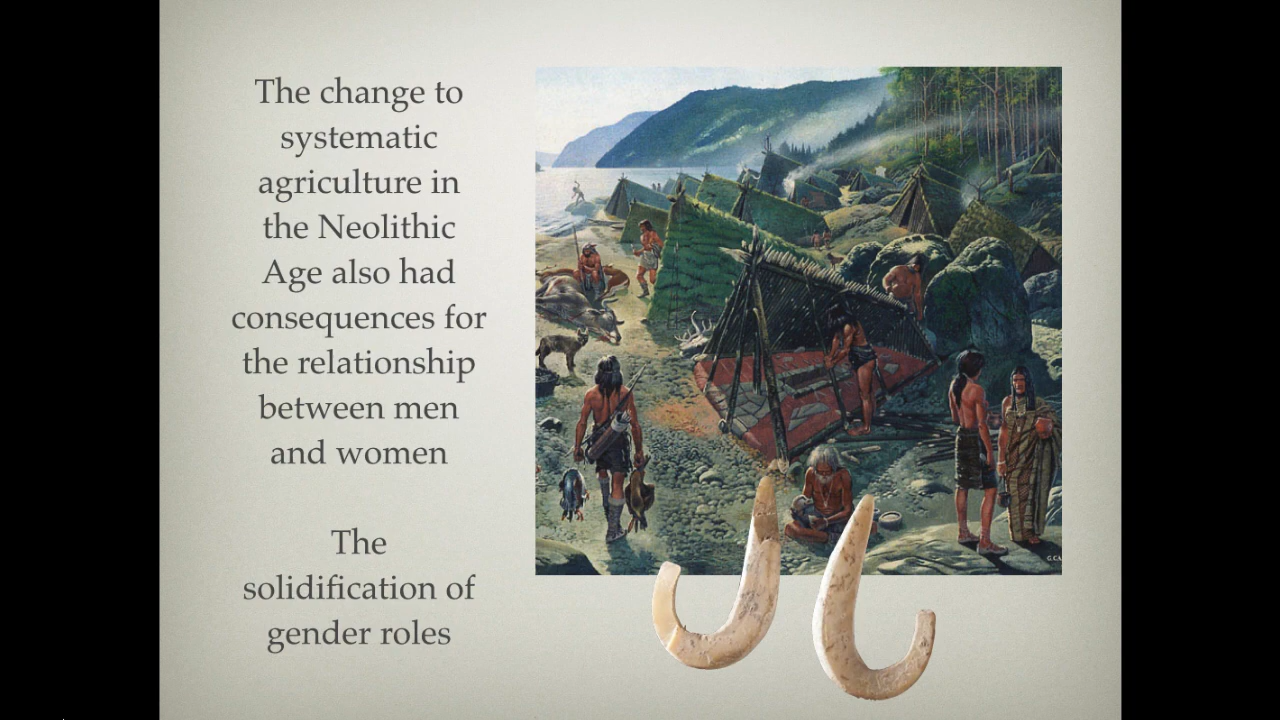 The change to
systematic
agriculture in
the Neolithic
Age also had
consequences for
the relationship
between men
and women
The
solidification of
gender roles